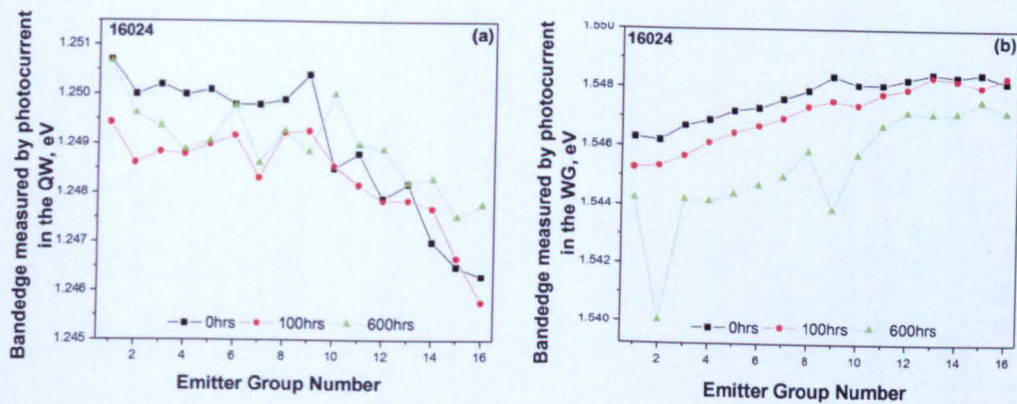 16024
(a)
Bandedge measured by photocurrent
in the QW, eV
1.251
1.250
1.249
1.248
1.247
1.246
1.245
0hrs 100hrs 600hrs
0 2 4 6 8 10 12 14 16
Emitter Group Number
16024
(b)
Bandedge measured by photocurrent
in the WG, eV
1.550
1.548
1.546
1.544
1.542
1.540
0hrs 100hrs 600hrs
2 4 6 8 10 12 14 16
Emitter Group Number